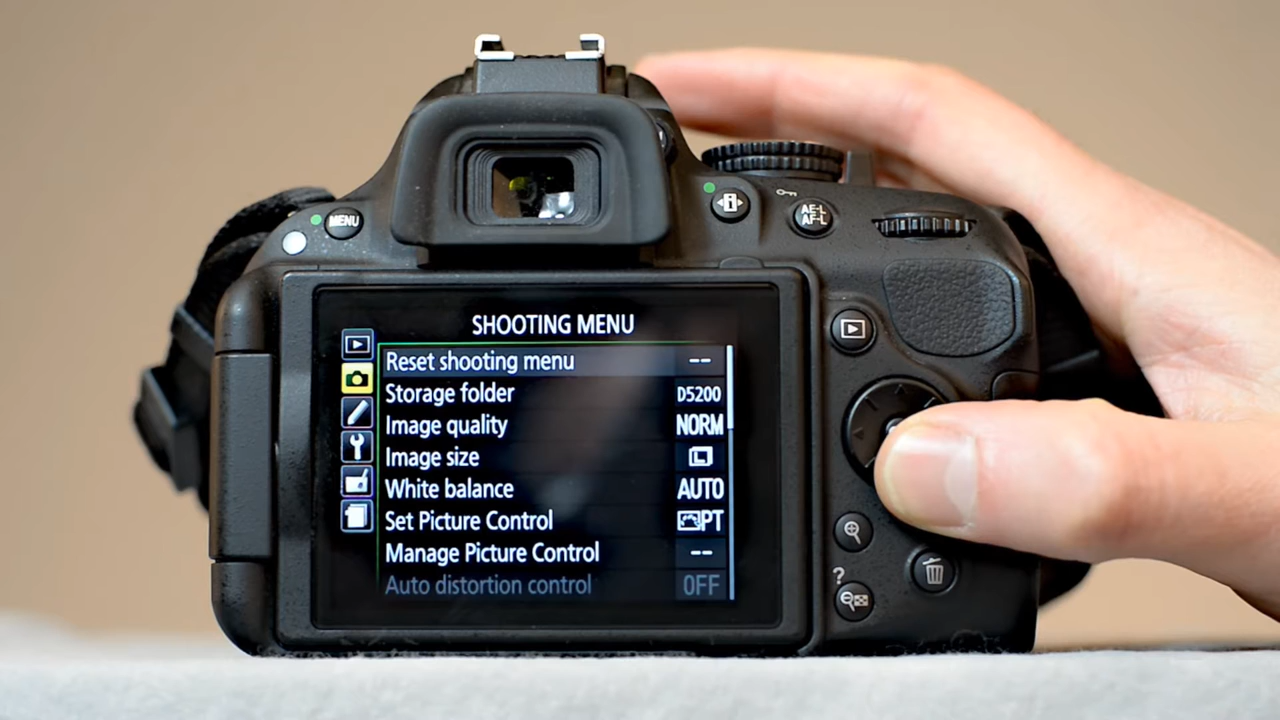 MENU
AE-L
AF-L
SHOOTING MENU
Reset shooting menu --
Storage folder D5200
Image quality NORM
Image size L
White balance AUTO
Set Picture Control PT
Manage Picture Control --
Auto distortion control OFF
?